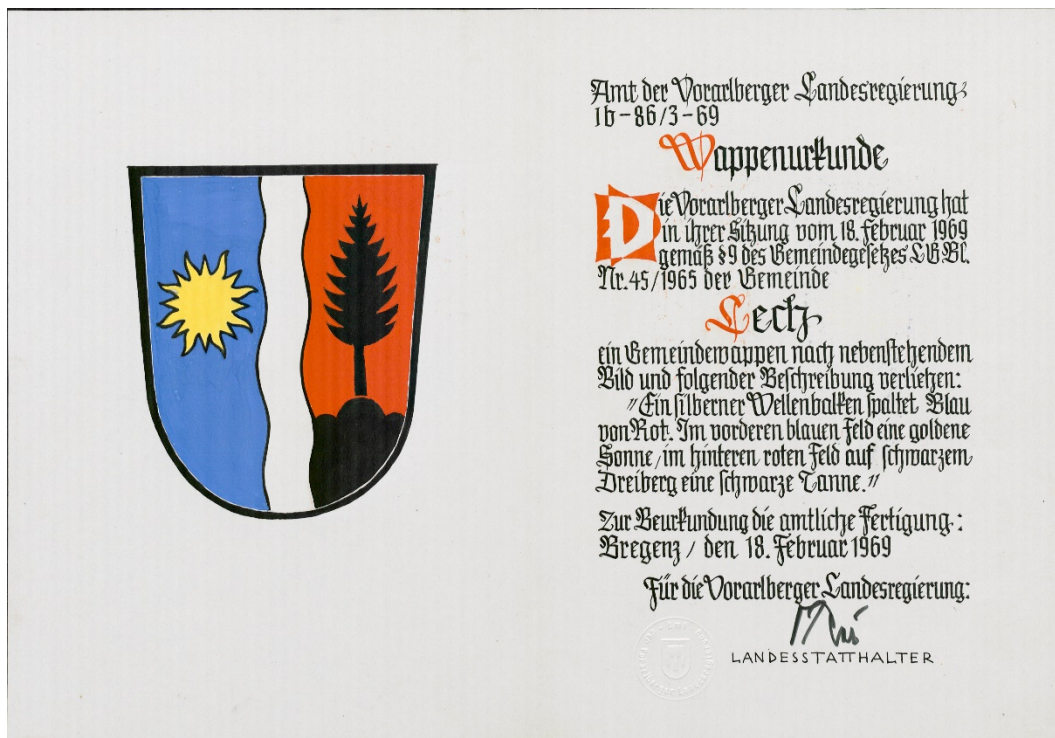 Amt der Vorarlberger Landesregierung
Ib-86/3-69
Wappenurkunde
Die Vorarlberger Landesregierung hat
in ihrer Sitzung vom 18. Februar 1969
gemäß §9 des Gemeindegesetzes LGBl.
Nr. 45/1965 der Gemeinde
Lech
ein Gemeindewappen nach nebenstehendem
Bild und folgender Beschreibung verliehen:
"Ein silberner Wellenbalken spaltet Blau
von Rot. Im vorderen blauen Feld eine goldene
Sonne, im hinteren roten Feld auf schwarzem
Dreiberg eine schwarze Tanne."
Zur Beurkundung die amtliche Fertigung:
Bregenz, den 18. Februar 1969
Für die Vorarlberger Landesregierung:
LANDESSTATTHALTER